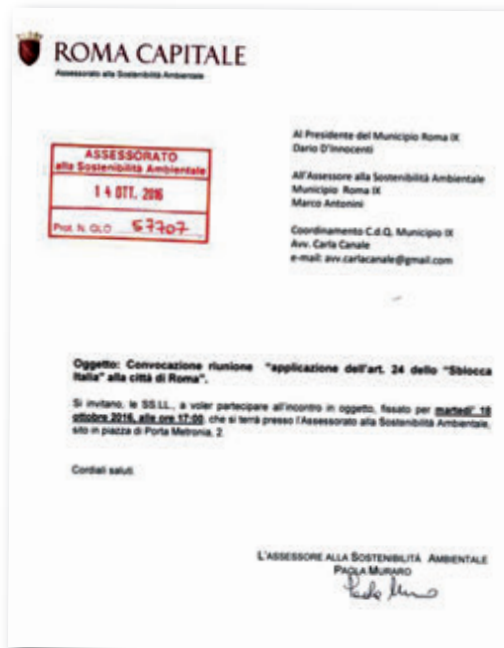 ROMA CAPITALE
Assessorato alla Sostenibilità Ambientale
ASSESSORATO
alla Sostenibilità Ambientale
14 OTT. 2016
Prot. N. QLO 57707
Al Presidente del Municipio Roma IX
Dario D'Innocenti
All'Assessore alla Sostenibilità Ambientale
Municipio Roma IX
Marco Antonini
Coordinamento C.d.Q. Municipio IX
Avv. Carla Canale
e-mail: avv.carlacanale@gmail.com
Oggetto: Convocazione riunione "applicazione dell'art. 24 dello "Sblocca
Italia" alla città di Roma".
Si invitano, le SS.LL., a voler partecipare all'incontro in oggetto, fissato per martedi' 18
ottobre 2016, alle ore 17:00, che si terrà presso l'Assessorato alla Sostenibilità Ambientale,
sito in piazza di Porta Metronia, 2.
Cordiali saluti.
L'ASSESSORE ALLA SOSTENIBILITÀ AMBIENTALE
PAOLA MURARO